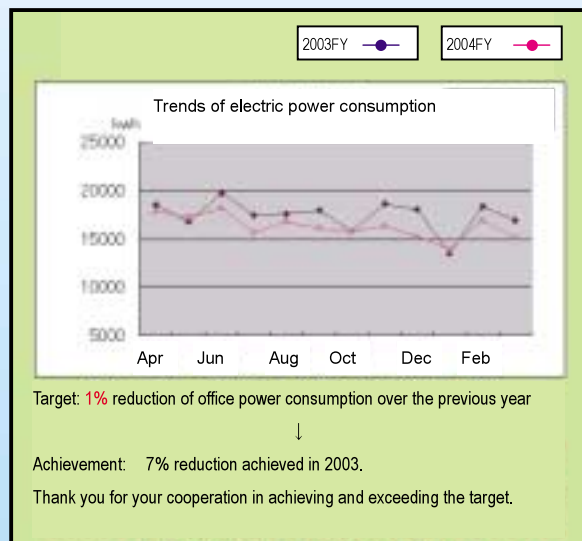 2003FY
2004FY
Trends of electric power consumption
kwh
25000
20000
15000
10000
5000
Apr Jun Aug Oct Dec Feb
Target: 1% reduction of office power consumption over the previous year
↓
Achievement: 7% reduction achieved in 2003.
Thank you for your cooperation in achieving and exceeding the target.